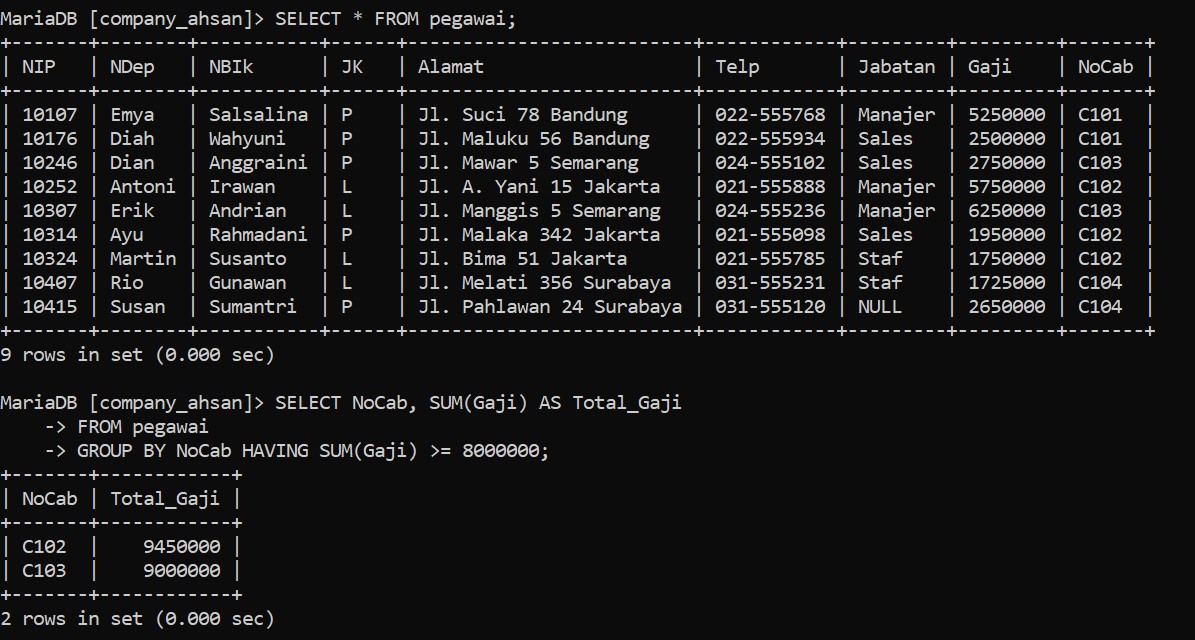 MariaDB [company_ahsan]> SELECT * FROM pegawai;
+-------+--------+-----------+------+--------------------------+------------+---------+---------+-------+
| NIP   | NDep   | NBIk      | JK   | Alamat                   | Telp       | Jabatan | Gaji    | NoCab |
+-------+--------+-----------+------+--------------------------+------------+---------+---------+-------+
| 10107 | Emya   | Salsalina | P    | Jl. Suci 78 Bandung      | 022-555768 | Manajer | 5250000 | C101  |
| 10176 | Diah   | Wahyuni   | P    | Jl. Maluku 56 Bandung    | 022-555934 | Sales   | 2500000 | C101  |
| 10246 | Dian   | Anggraini | P    | Jl. Mawar 5 Semarang     | 024-555102 | Sales   | 2750000 | C103  |
| 10252 | Antoni | Irawan    | L    | Jl. A. Yani 15 Jakarta   | 021-555888 | Manajer | 5750000 | C102  |
| 10307 | Erik   | Andrian   | L    | Jl. Manggis 5 Semarang   | 024-555236 | Manajer | 6250000 | C103  |
| 10314 | Ayu    | Rahmadani | P    | Jl. Malaka 342 Jakarta   | 021-555098 | Sales   | 1950000 | C102  |
| 10324 | Martin | Susanto   | L    | Jl. Bima 51 Jakarta      | 021-555785 | Staf    | 1750000 | C102  |
| 10407 | Rio    | Gunawan   | L    | Jl. Melati 356 Surabaya  | 031-555231 | Staf    | 1725000 | C104  |
| 10415 | Susan  | Sumantri  | P    | Jl. Pahlawan 24 Surabaya | 031-555120 | NULL    | 2650000 | C104  |
+-------+--------+-----------+------+--------------------------+------------+---------+---------+-------+
9 rows in set (0.000 sec)
MariaDB [company_ahsan]> SELECT NoCab, SUM(Gaji) AS Total_Gaji
    -> FROM pegawai
    -> GROUP BY NoCab HAVING SUM(Gaji) >= 8000000;
+-------+------------+
| NoCab | Total_Gaji |
+-------+------------+
| C102  |    9450000 |
| C103  |    9000000 |
+-------+------------+
2 rows in set (0.000 sec)